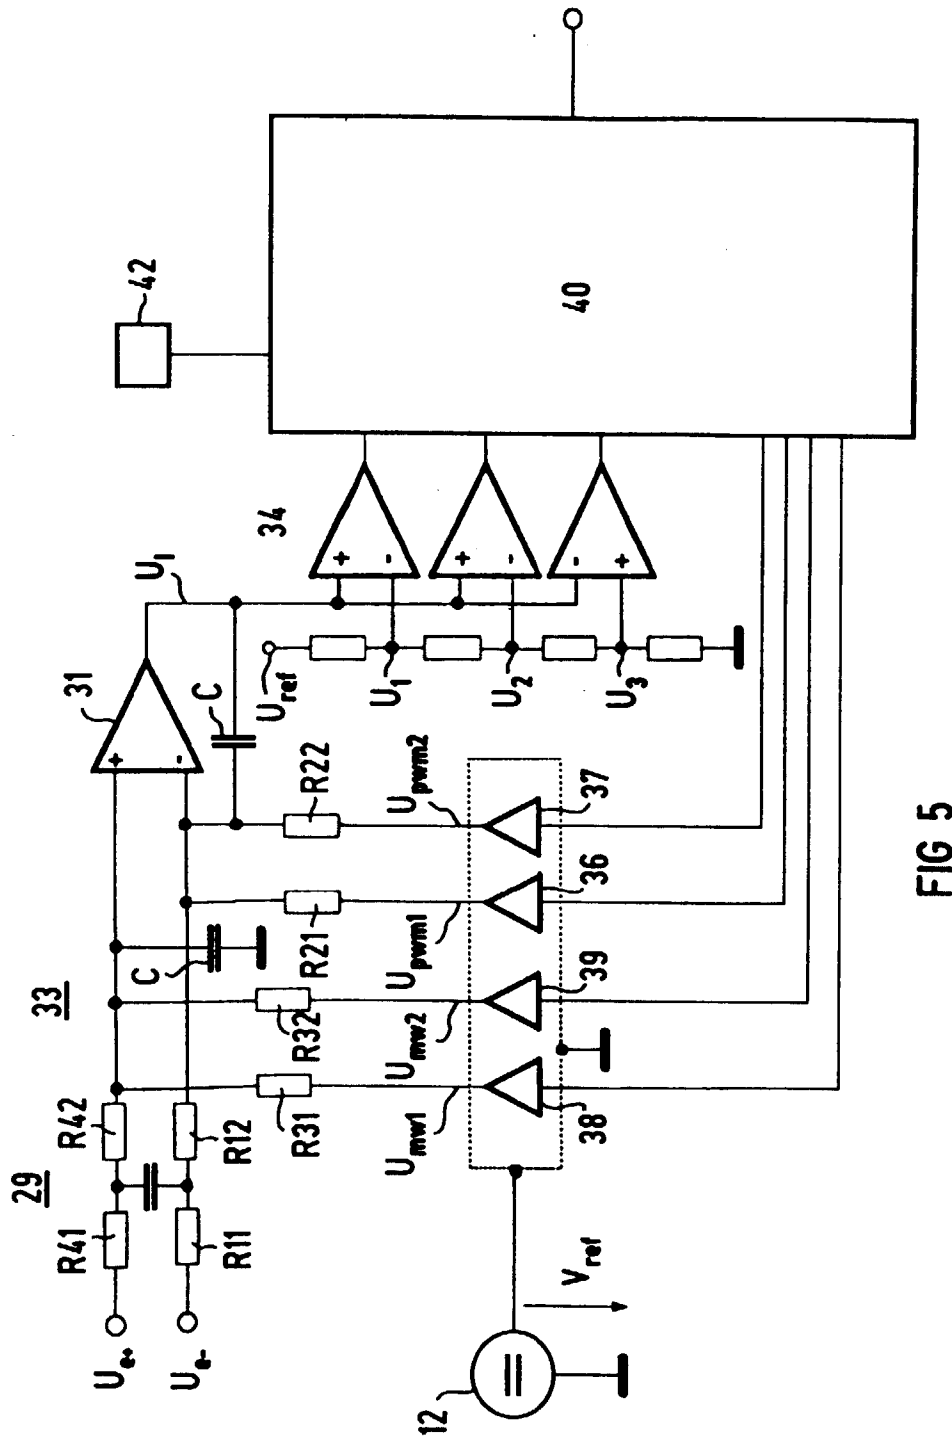 29
33
31
42
R41
R42
R11
R12
U_e+
U_e-
C
C
+
-
U_I
34
+
-
+
-
-
+
40
U_ref
U_1
U_2
U_3
R31
R32
R21
R22
U_mw1
U_mw2
U_pwm1
U_pwm2
38
39
36
37
12
V_ref
FIG 5